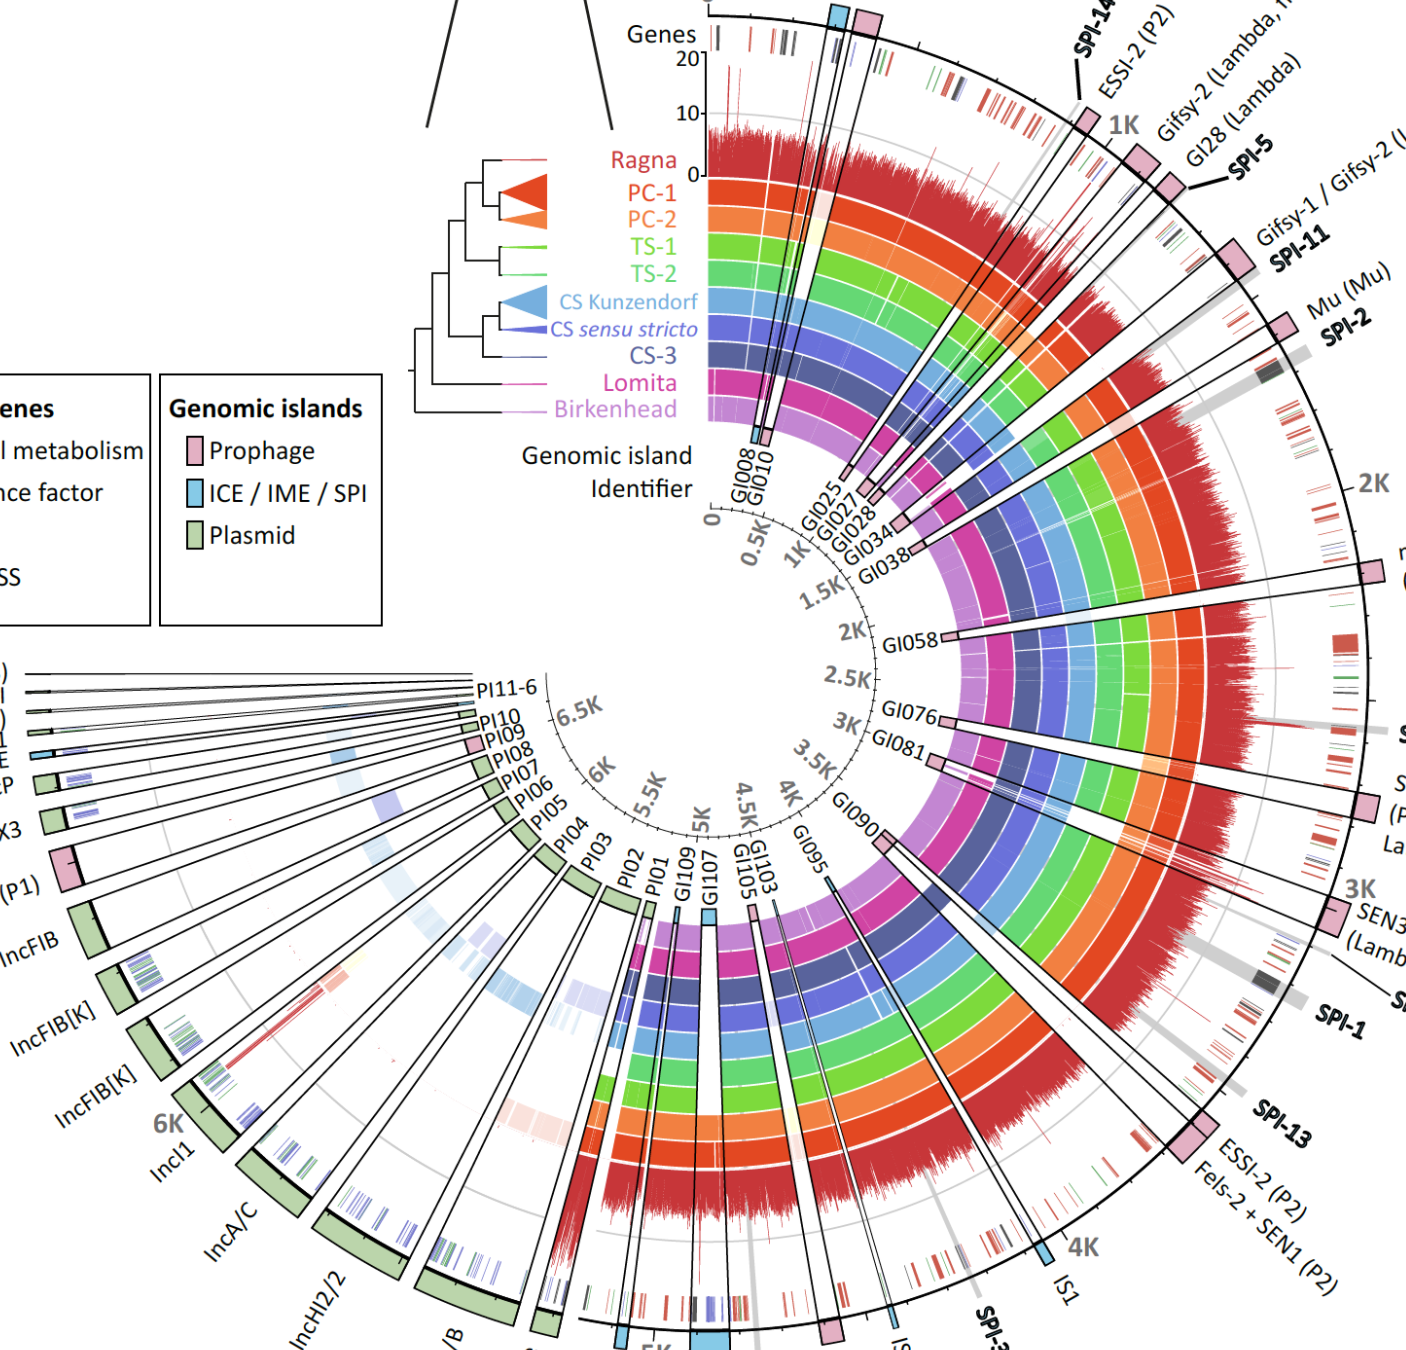 Genes
20
10
0
Ragna
PC-1
PC-2
TS-1
TS-2
CS Kunzendorf
CS sensu stricto
CS-3
Lomita
Birkenhead
Genomic island
Identifier
enes
l metabolism
nce factor
SS
Genomic islands
Prophage
ICE / IME / SPI
Plasmid
SPI-14
ESSI-2 (P2)
1K
Gifsy-2 (Lambda,
GI28 (Lambda)
SPI-5
Gifsy-1 / Gifsy-2
SPI-11
Mu (Mu)
SPI-2
2K
(P
La
3K
SEN3
(Lamb
SPI-1
SPI-13
ESSI-2 (P2)
Fels-2 + SEN1 (P2)
4K
IS1
SPI-3
IS
5K
/B
IncHI2/2
IncA/C
IncI1
6K
IncFIB[K]
IncFIB[K]
IncFIB
(P1)
X3
P
E
1
)
I
)
GI008
GI010
GI025
GI027
GI028
GI034
GI038
GI058
GI076
GI081
GI090
GI095
GI103
GI105
GI107
GI109
PI01
PI02
PI03
PI04
PI05
PI06
PI07
PI08
PI09
PI10
PI11-6
0
0.5K
1K
1.5K
2K
2.5K
3K
3.5K
4K
4.5K
5K
5.5K
6K
6.5K